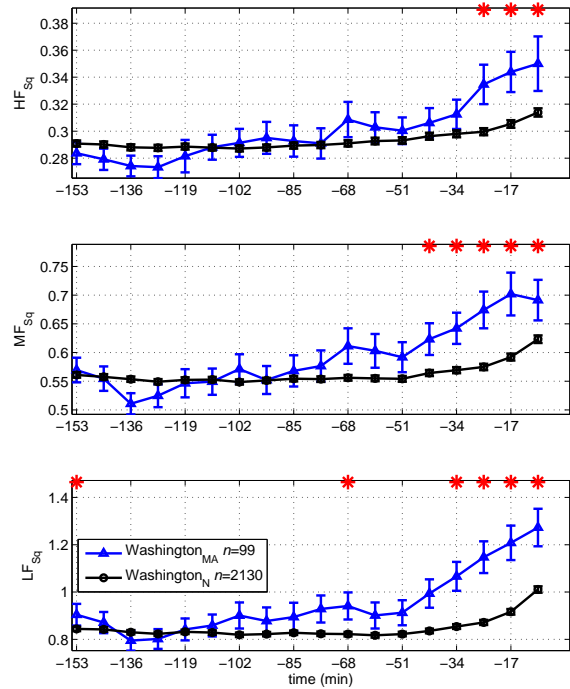 0.38
0.36
0.34
0.32
0.3
0.28
HF_Sq
−153 −136 −119 −102 −85 −68 −51 −34 −17
0.75
0.7
0.65
0.6
0.55
0.5
MF_Sq
−153 −136 −119 −102 −85 −68 −51 −34 −17
1.4
1.2
1
0.8
LF_Sq
Washington_MA n=99
Washington_N n=2130
−153 −136 −119 −102 −85 −68 −51 −34 −17
time (min)